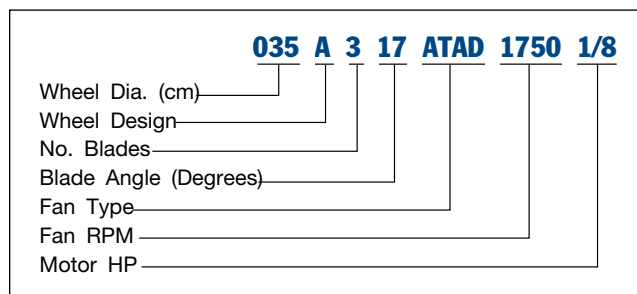 035 A 3 17 ATAD 1750 1/8
Wheel Dia. (cm)
Wheel Design
No. Blades
Blade Angle (Degrees)
Fan Type
Fan RPM
Motor HP